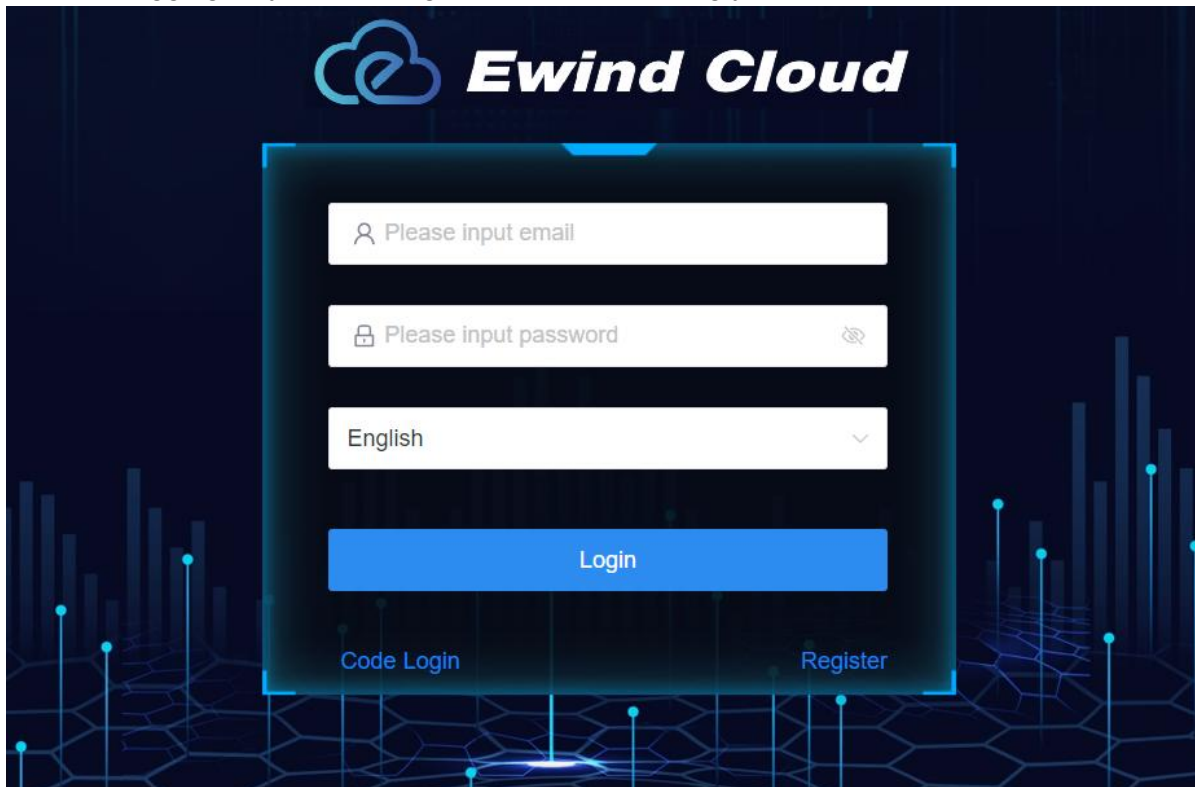 Ewind Cloud
Please input email
Please input password
English
Login
Code Login
Register